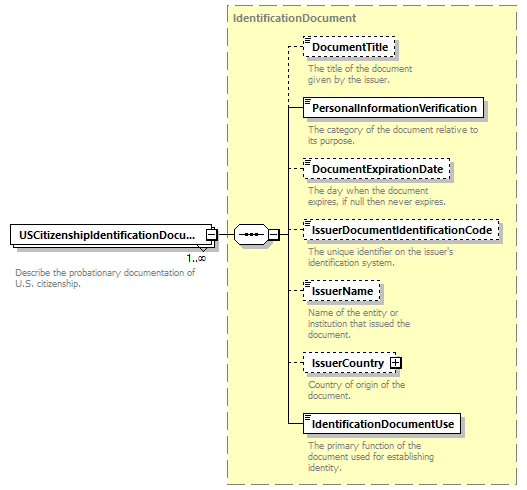 IdentificationDocument
DocumentTitle
The title of the document
given by the issuer.
PersonalInformationVerification
The category of the document relative to
its purpose.
DocumentExpirationDate
The day when the document
expires, if null then never expires.
USCitizenshipIdentificationDocu...
1..∞
Describe the probationary documentation of
U.S. citizenship.
IssuerDocumentIdentificationCode
The unique identifier on the issuer's
identification system.
IssuerName
Name of the entity or
institution that issued the
document.
IssuerCountry
Country of origin of the
document.
IdentificationDocumentUse
The primary function of the
document used for establishing
identity.